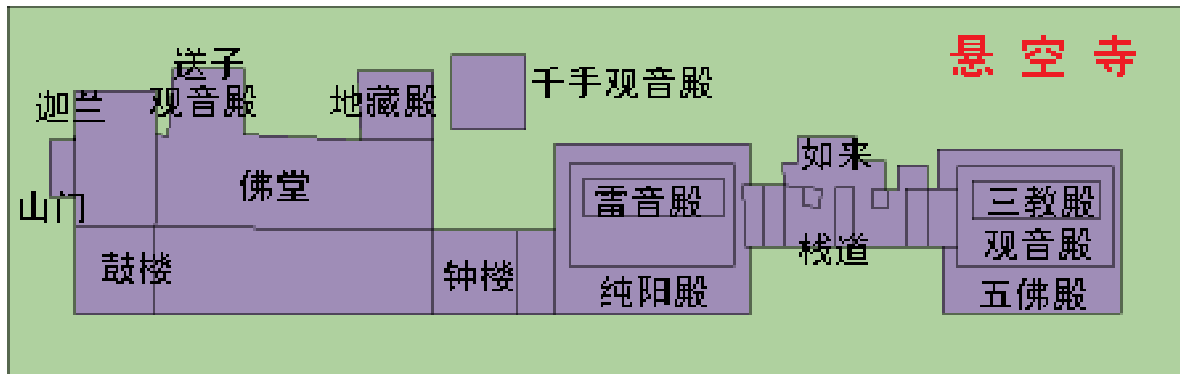 悬空寺
送子
观音殿
迦兰
地藏殿
千手观音殿
山门
佛堂
鼓楼
钟楼
雷音殿
纯阳殿
如来
栈道
三教殿
观音殿
五佛殿